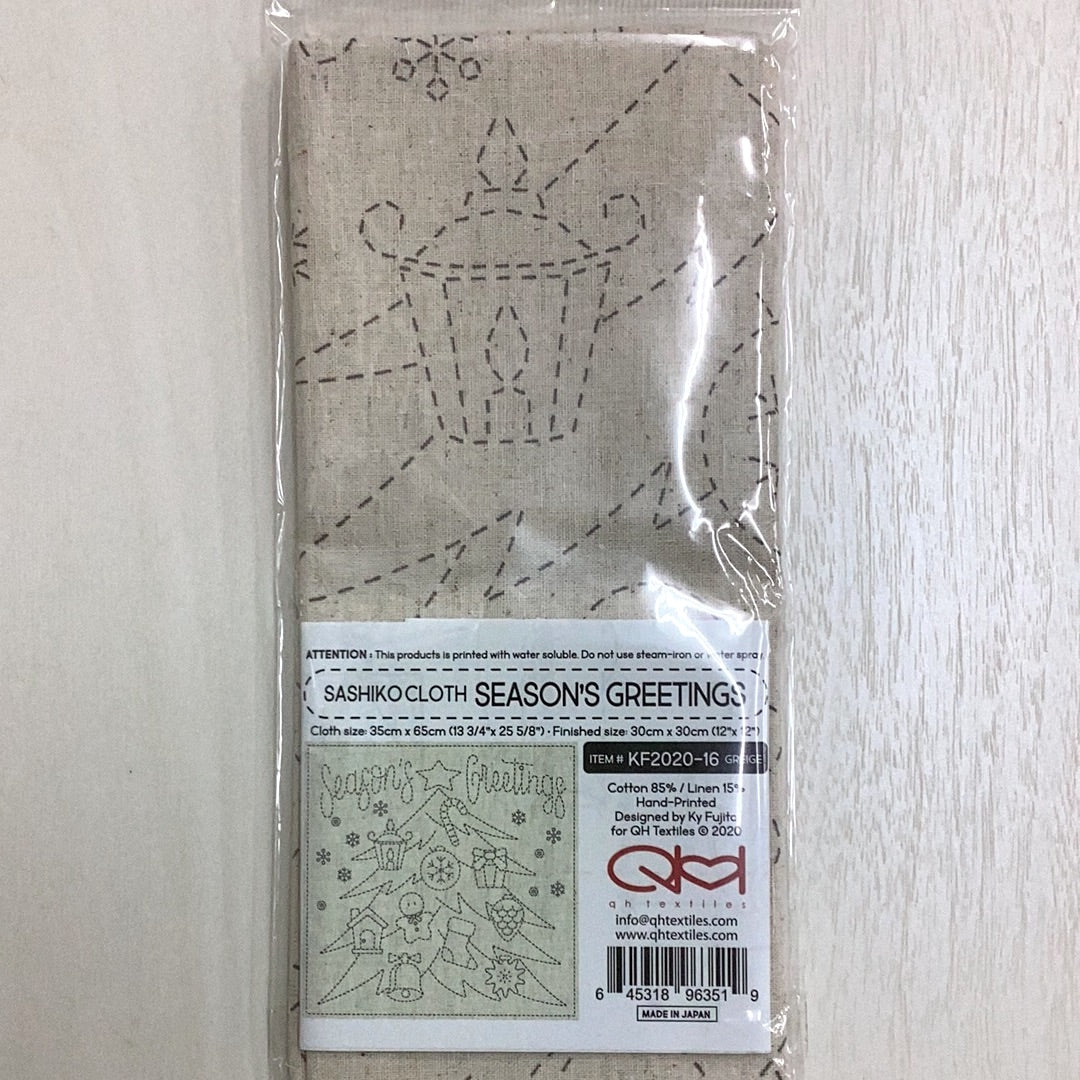 ATTENTION : This products is printed with water soluble. Do not use steam-iron or water spray.
SASHIKO CLOTH SEASON'S GREETINGS
Cloth size: 35cm x 65cm (13 3/4"x 25 5/8") · Finished size: 30cm x 30cm (12"x 12")
Season's Greetings
ITEM # KF2020-16 GREIGE
Cotton 85% / Linen 15%
Hand-Printed
Designed by Ky Fujita
for QH Textiles © 2020
QH
qh textiles
info@qhtextiles.com
www.qhtextiles.com
6 45318 96351 9
MADE IN JAPAN